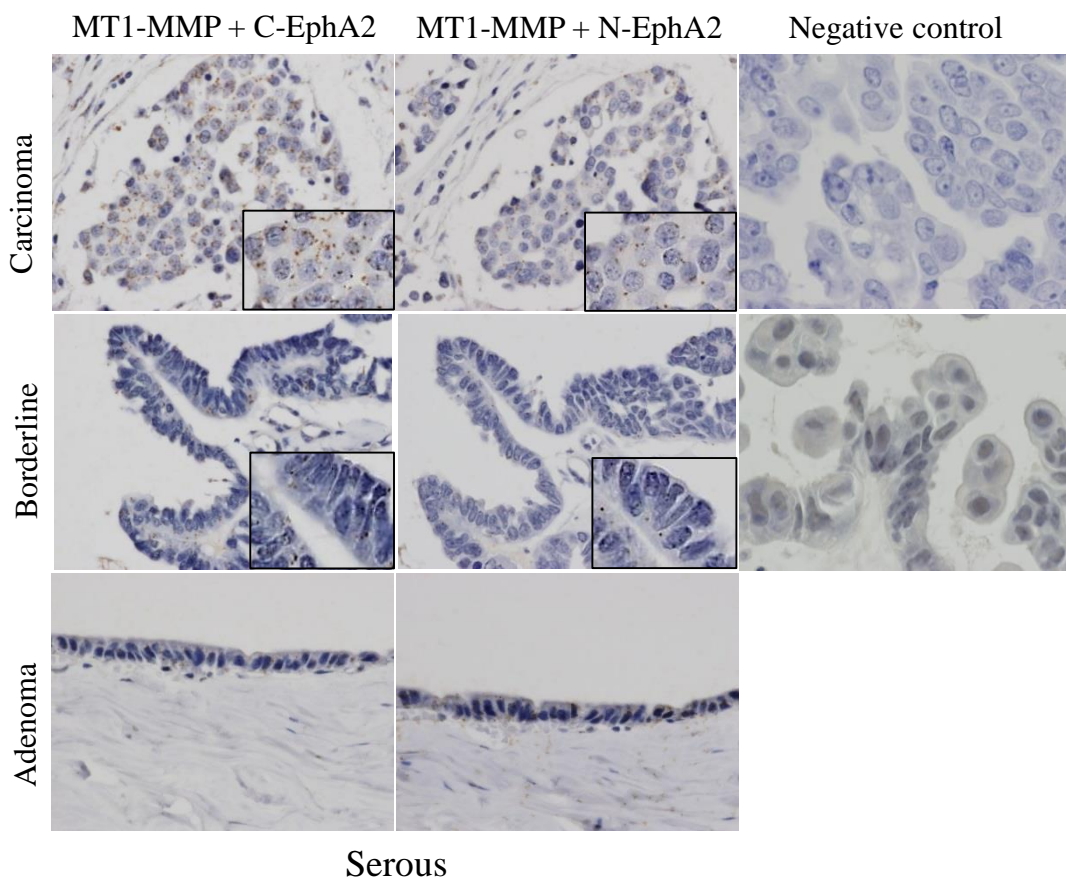 MT1-MMP + C-EphA2
MT1-MMP + N-EphA2
Negative control
Carcinoma
Borderline
Adenoma
Serous